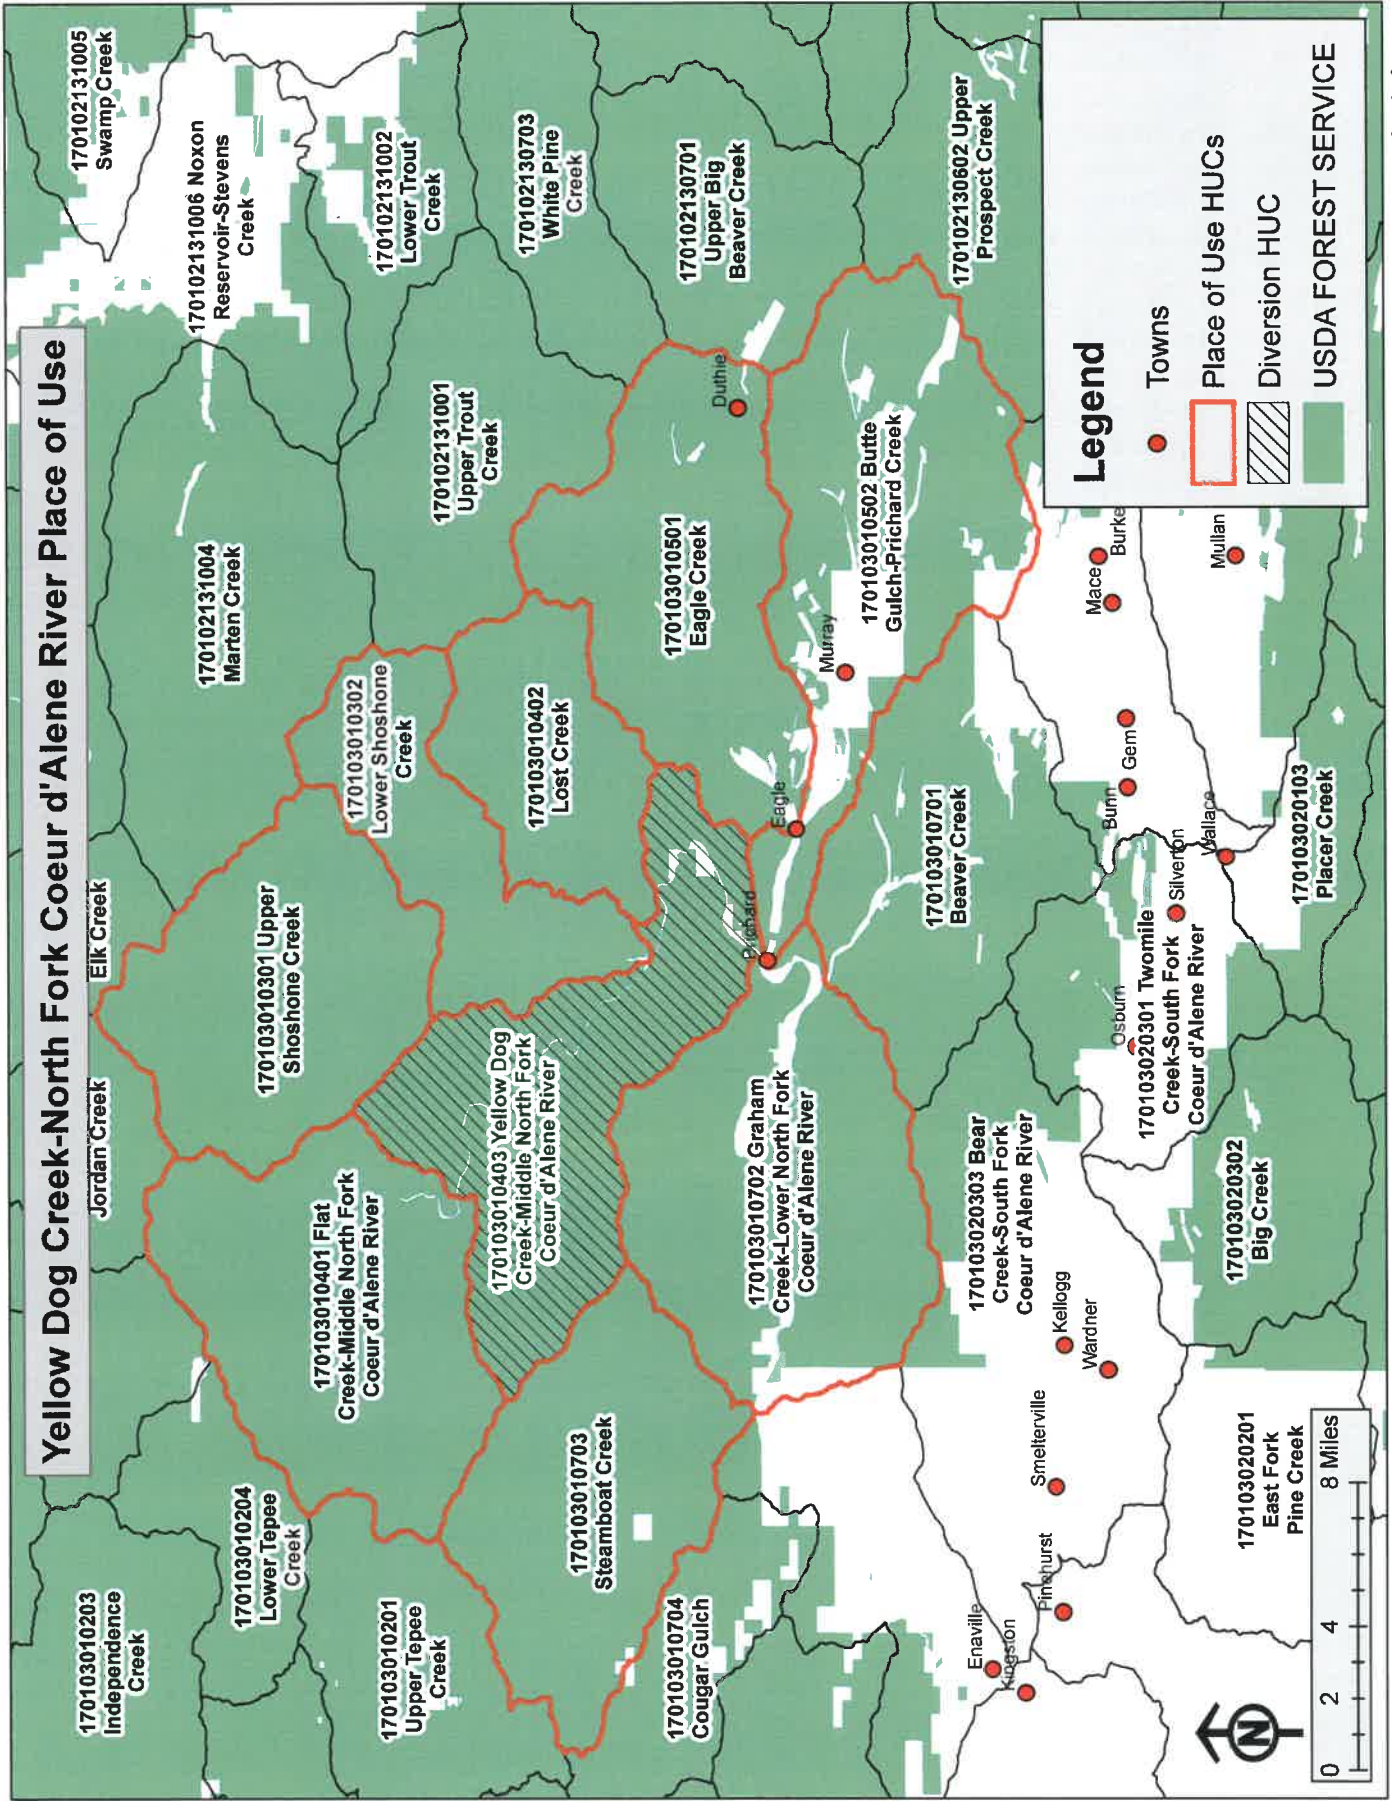 Yellow Dog Creek-North Fork Coeur d'Alene River Place of Use
170103010203
Independence
Creek
170103010204
Lower Tepee
Creek
170103010201
Upper Tepee
Creek
Jordan Creek
Elk Creek
170103010401 Flat
Creek-Middle North Fork
Coeur d'Alene River
170103010301 Upper
Shoshone Creek
170103010302
Lower Shoshone
Creek
170102131004
Marten Creek
170102131005
Swamp Creek
170102131006 Noxon
Reservoir-Stevens
Creek
170102131002
Lower Trout
Creek
170102131001
Upper Trout
Creek
170102130703
White Pine
Creek
170102130701
Upper Big
Beaver Creek
170102130602 Upper
Prospect Creek
170103010403 Yellow Dog
Creek-Middle North Fork
Coeur d'Alene River
170103010402
Lost Creek
170103010501
Eagle Creek
Duthie
170103010502 Butte
Gulch-Prichard Creek
Murray
Eagle
Prichard
170103010703
Steamboat Creek
170103010704
Cougar Gulch
170103010702 Graham
Creek-Lower North Fork
Coeur d'Alene River
170103010701
Beaver Creek
170103020303 Bear
Creek-South Fork
Coeur d'Alene River
Enaville
Kingston
Pinehurst
Smelterville
Kellogg
Wardner
Osburn
170103020301 Twomile
Creek-South Fork
Coeur d'Alene River
Silverton
Wallace
Bunn
Gem
Mace
Burke
Mullan
170103020201
East Fork
Pine Creek
170103020302
Big Creek
170103020103
Placer Creek
Legend
Towns
Place of Use HUCs
Diversion HUC
USDA FOREST SERVICE
N
0 2 4 8 Miles